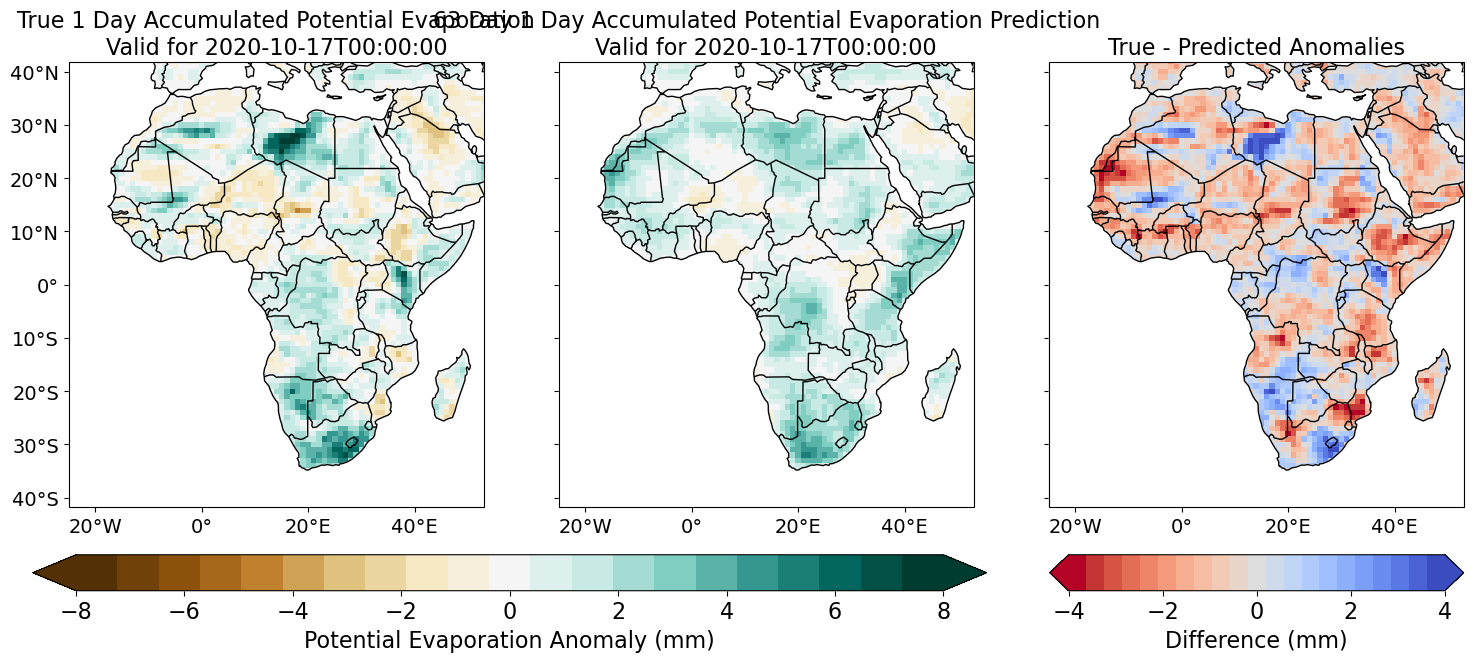 True 1 Day Accumulated Potential Evaporation
Valid for 2020-10-17T00:00:00
63 Day 1 Day Accumulated Potential Evaporation Prediction
Valid for 2020-10-17T00:00:00
True - Predicted Anomalies
40°N
30°N
20°N
10°N
0°
10°S
20°S
30°S
40°S
20°W 0° 20°E 40°E
20°W 0° 20°E 40°E
20°W 0° 20°E 40°E
−8 −6 −4 −2 0 2 4 6 8
Potential Evaporation Anomaly (mm)
−4 −2 0 2 4
Difference (mm)